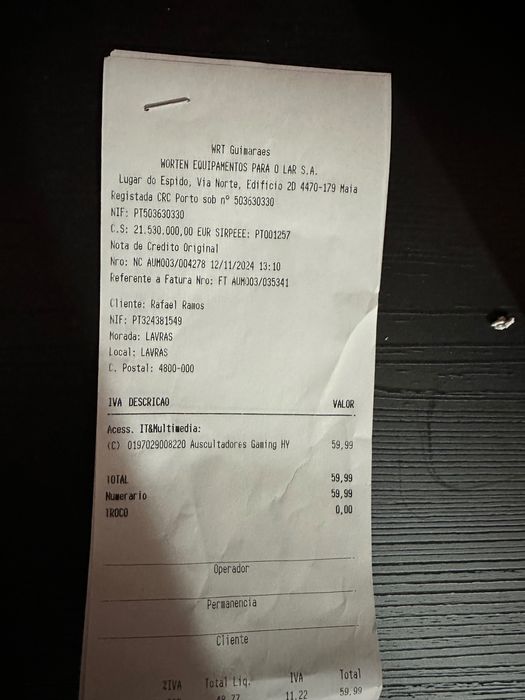 WRT Guimaraes
WORTEN EQUIPAMENTOS PARA O LAR S.A.
Lugar do Espido, Via Norte, Edificio 2D 4470-179 Maia
Registada CRC Porto sob nº 503630330
NIF: PT503630330
C.S: 21.530.000,00 EUR SIRPEEE: PT001257
Nota de Credito Original
Nro: NC AUM003/004278 12/11/2024 13:10
Referente a Fatura Nro: FT AUM003/035341
Cliente: Rafael Ramos
NIF: PT324381549
Morada: LAVRAS
Local: LAVRAS
C. Postal: 4800-000
IVA DESCRICAO VALOR
Acess. IT&Multimedia:
(C) 0197029008220 Auscultadores Gaming HY 59,99
TOTAL 59,99
Numerario 59,99
TROCO 0,00
Operador
Permanencia
Cliente
%IVA Total Liq. IVA Total
48,77 11,22 59,99